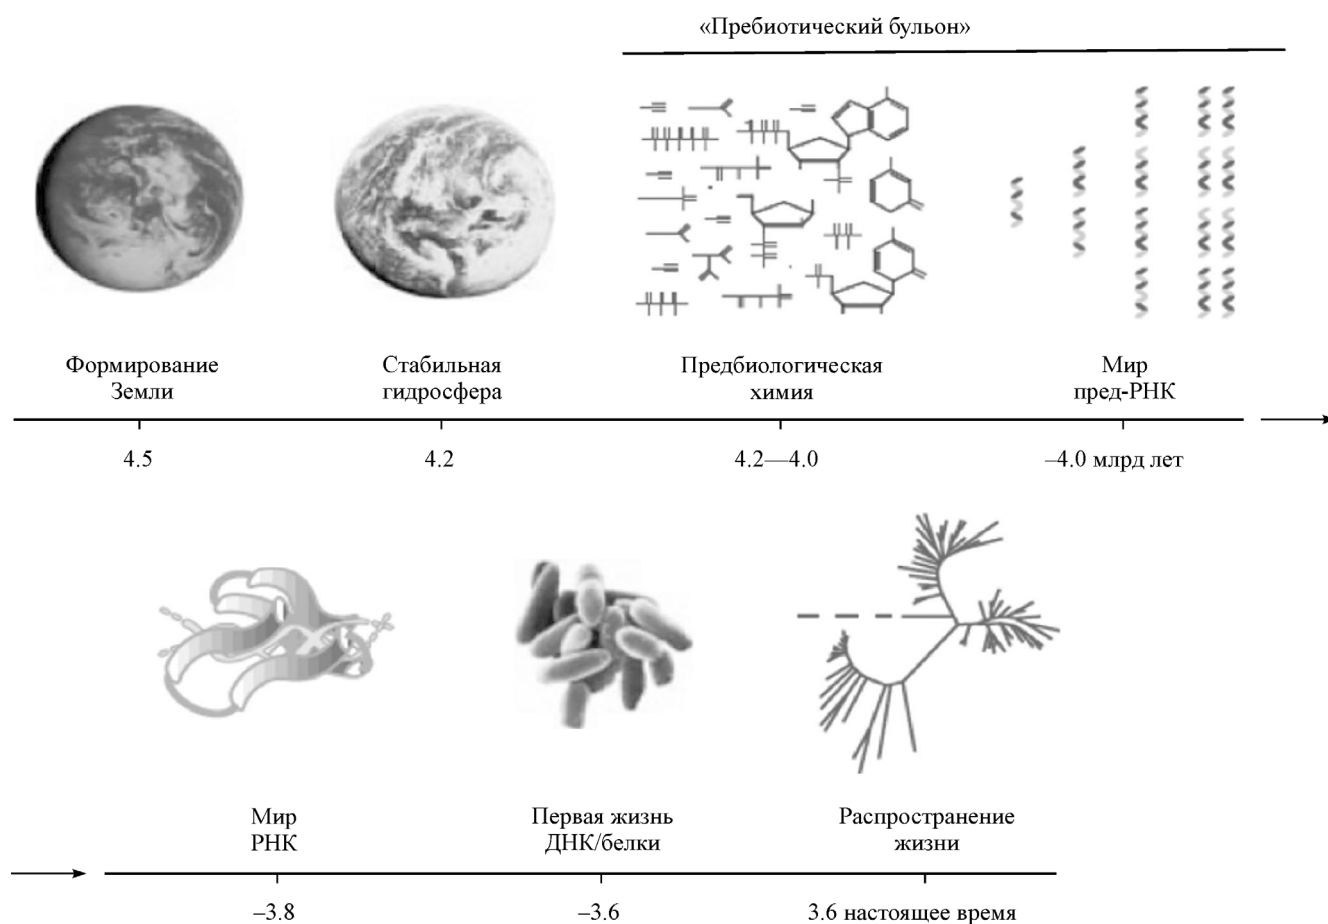 «Пребиотический бульон»
Формирование
Земли
Стабильная
гидросфера
Предбиологическая
химия
Мир
пред-РНК
4.5
4.2
4.2—4.0
–4.0 млрд лет
Мир
РНК
Первая жизнь
ДНК/белки
Распространение
жизни
–3.8
–3.6
3.6 настоящее время